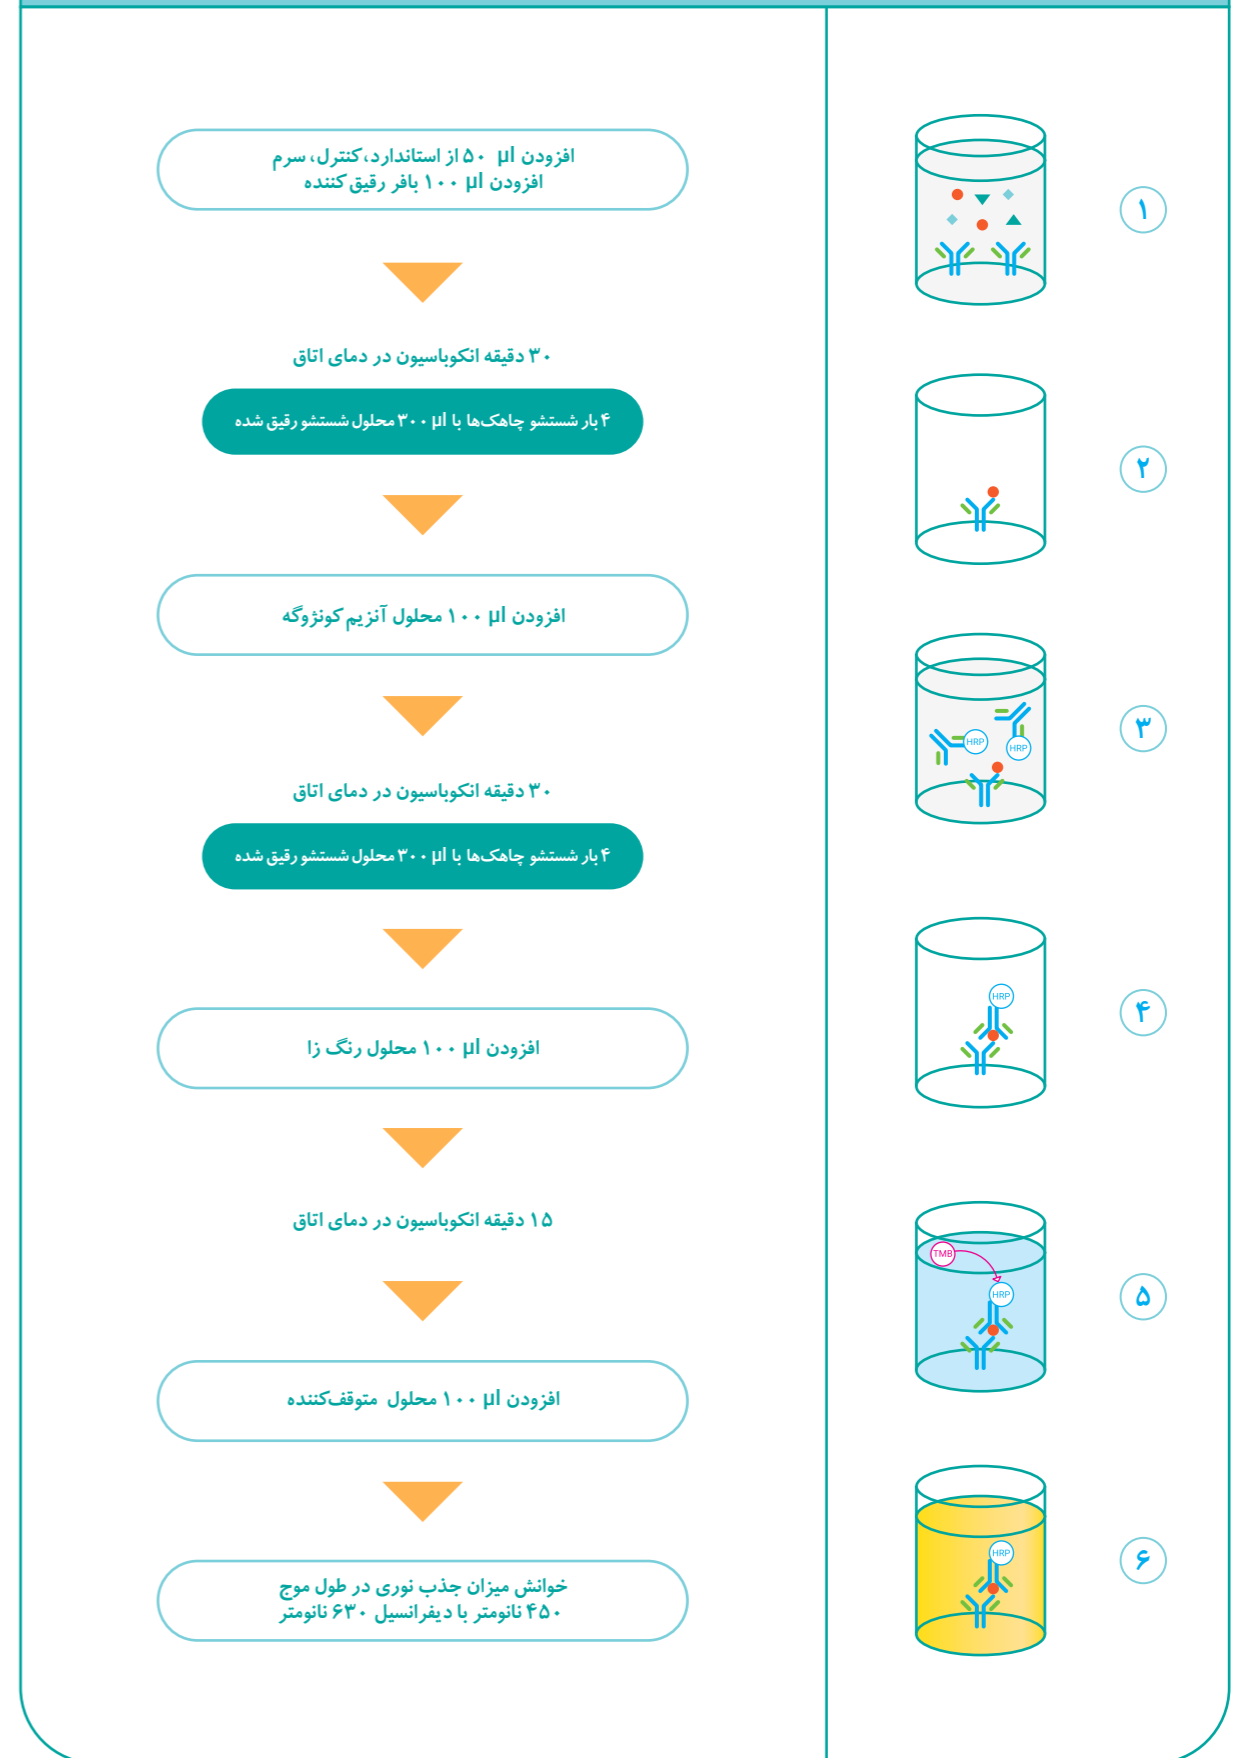 افزودن ۵۰ µl از استاندارد، کنترل، سرم
افزودن ۱۰۰ µl بافر رقیق کننده
۳۰ دقیقه انکوباسیون در دمای اتاق
۴ بار شستشو چاهک‌ها با ۳۰۰ µl محلول شستشو رقیق شده
افزودن ۱۰۰ µl محلول آنزیم کونژوگه
۳۰ دقیقه انکوباسیون در دمای اتاق
۴ بار شستشو چاهک‌ها با ۳۰۰ µl محلول شستشو رقیق شده
افزودن ۱۰۰ µl محلول رنگ زا
۱۵ دقیقه انکوباسیون در دمای اتاق
افزودن ۱۰۰ µl محلول متوقف‌کننده
خوانش میزان جذب نوری در طول موج
۴۵۰ نانومتر با دیفرانسیل ۶۳۰ نانومتر
۱
۲
۳
HRP
HRP
۴
HRP
۵
TMB
HRP
۶
HRP